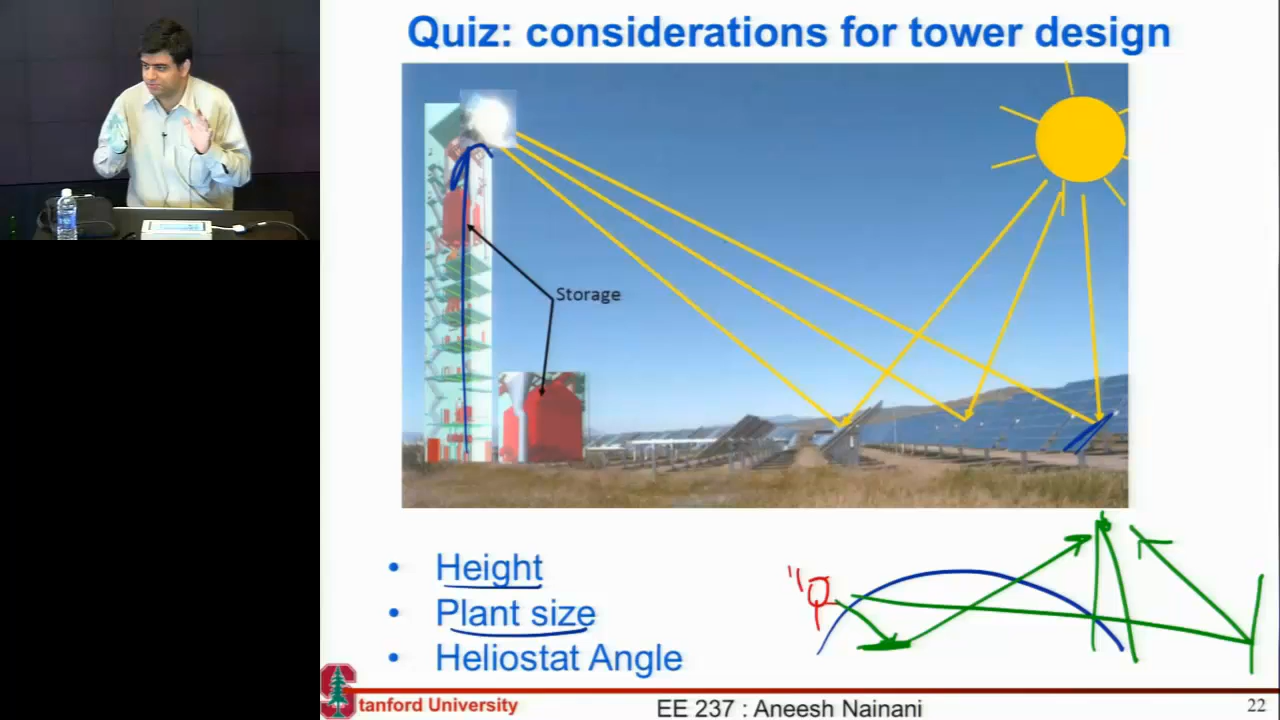 Quiz: considerations for tower design
Storage
• Height
• Plant size
• Heliostat Angle
Stanford University
EE 237 : Aneesh Nainani
22